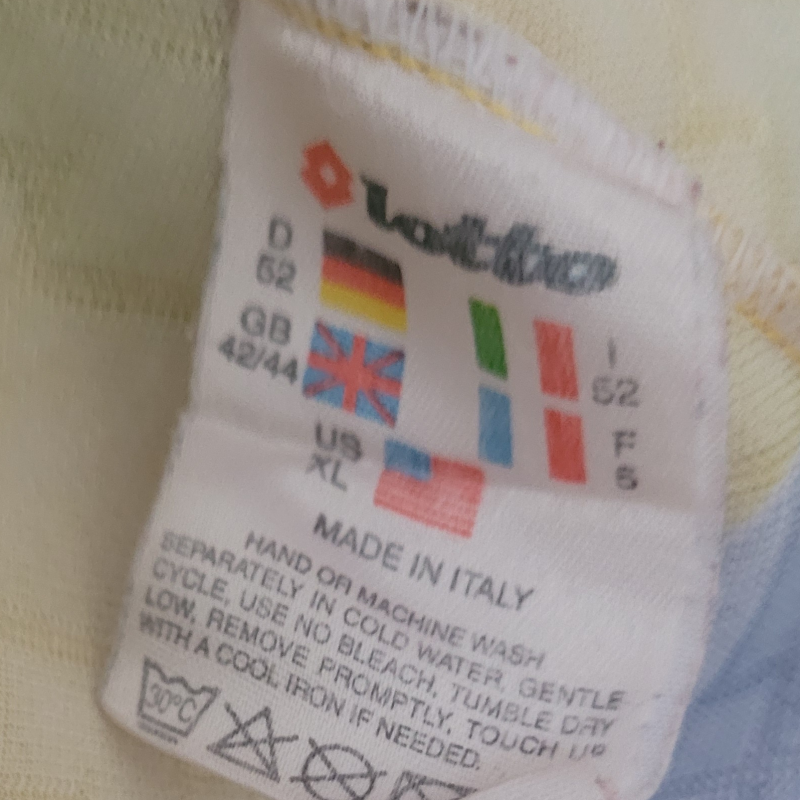 lotto
D
52
GB
42/44
I
52
US
XL
F
5
MADE IN ITALY
HAND OR MACHINE WASH
SEPARATELY IN COLD WATER, GENTLE
CYCLE, USE NO BLEACH, TUMBLE DRY
LOW, REMOVE PROMPTLY, TOUCH UP
WITH A COOL IRON IF NEEDED.
30°C